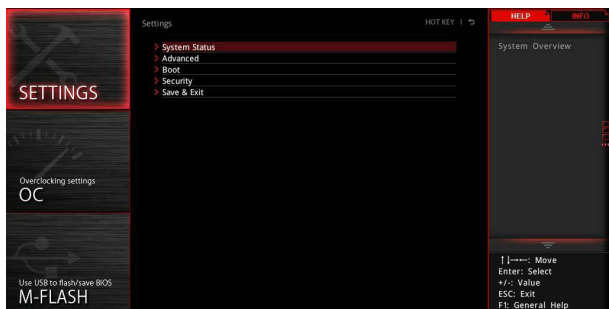 Settings
HOT KEY
HELP
INFO
SETTINGS
System Status
Advanced
Boot
Security
Save & Exit
System Overview
Overclocking settings
OC
Use USB to flash/save BIOS
M-FLASH
↑↓→←: Move
Enter: Select
+/-: Value
ESC: Exit
F1: General Help